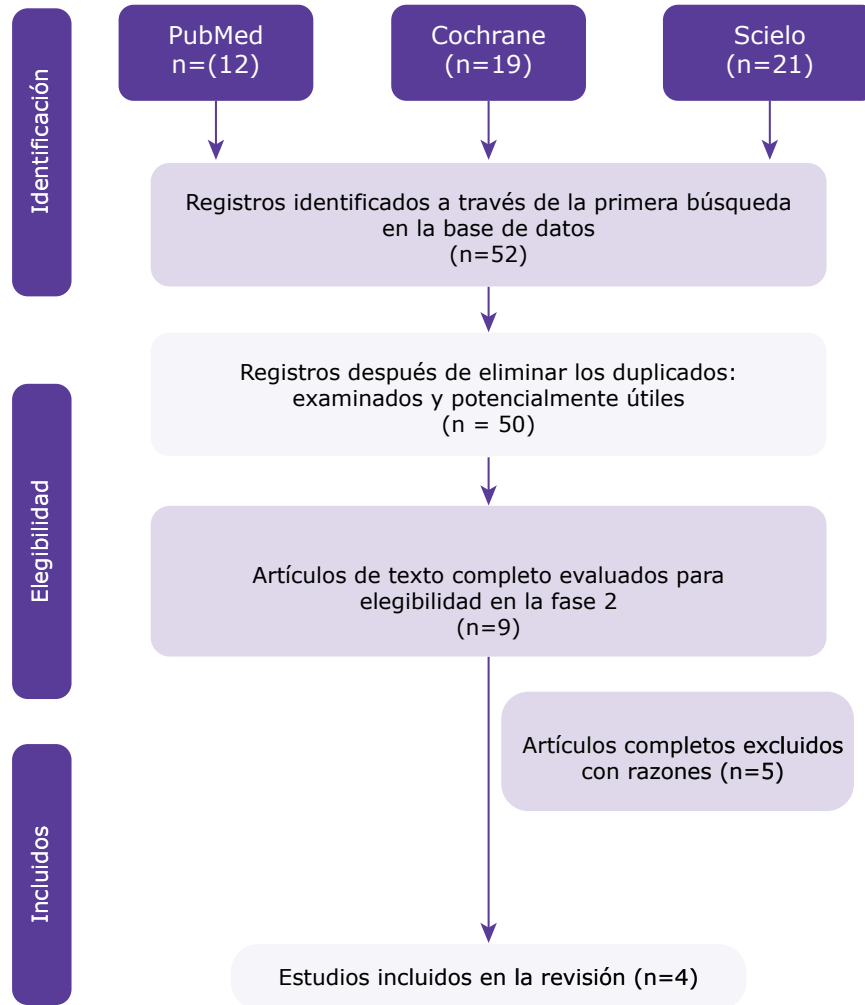 PubMed
n=(12)
Cochrane
(n=19)
Scielo
(n=21)
Identificación
Registros identificados a través de la primera búsqueda
en la base de datos
(n=52)
Registros después de eliminar los duplicados:
examinados y potencialmente útiles
(n = 50)
Elegibilidad
Artículos de texto completo evaluados para
elegibilidad en la fase 2
(n=9)
Artículos completos excluidos
con razones (n=5)
Incluidos
Estudios incluidos en la revisión (n=4)